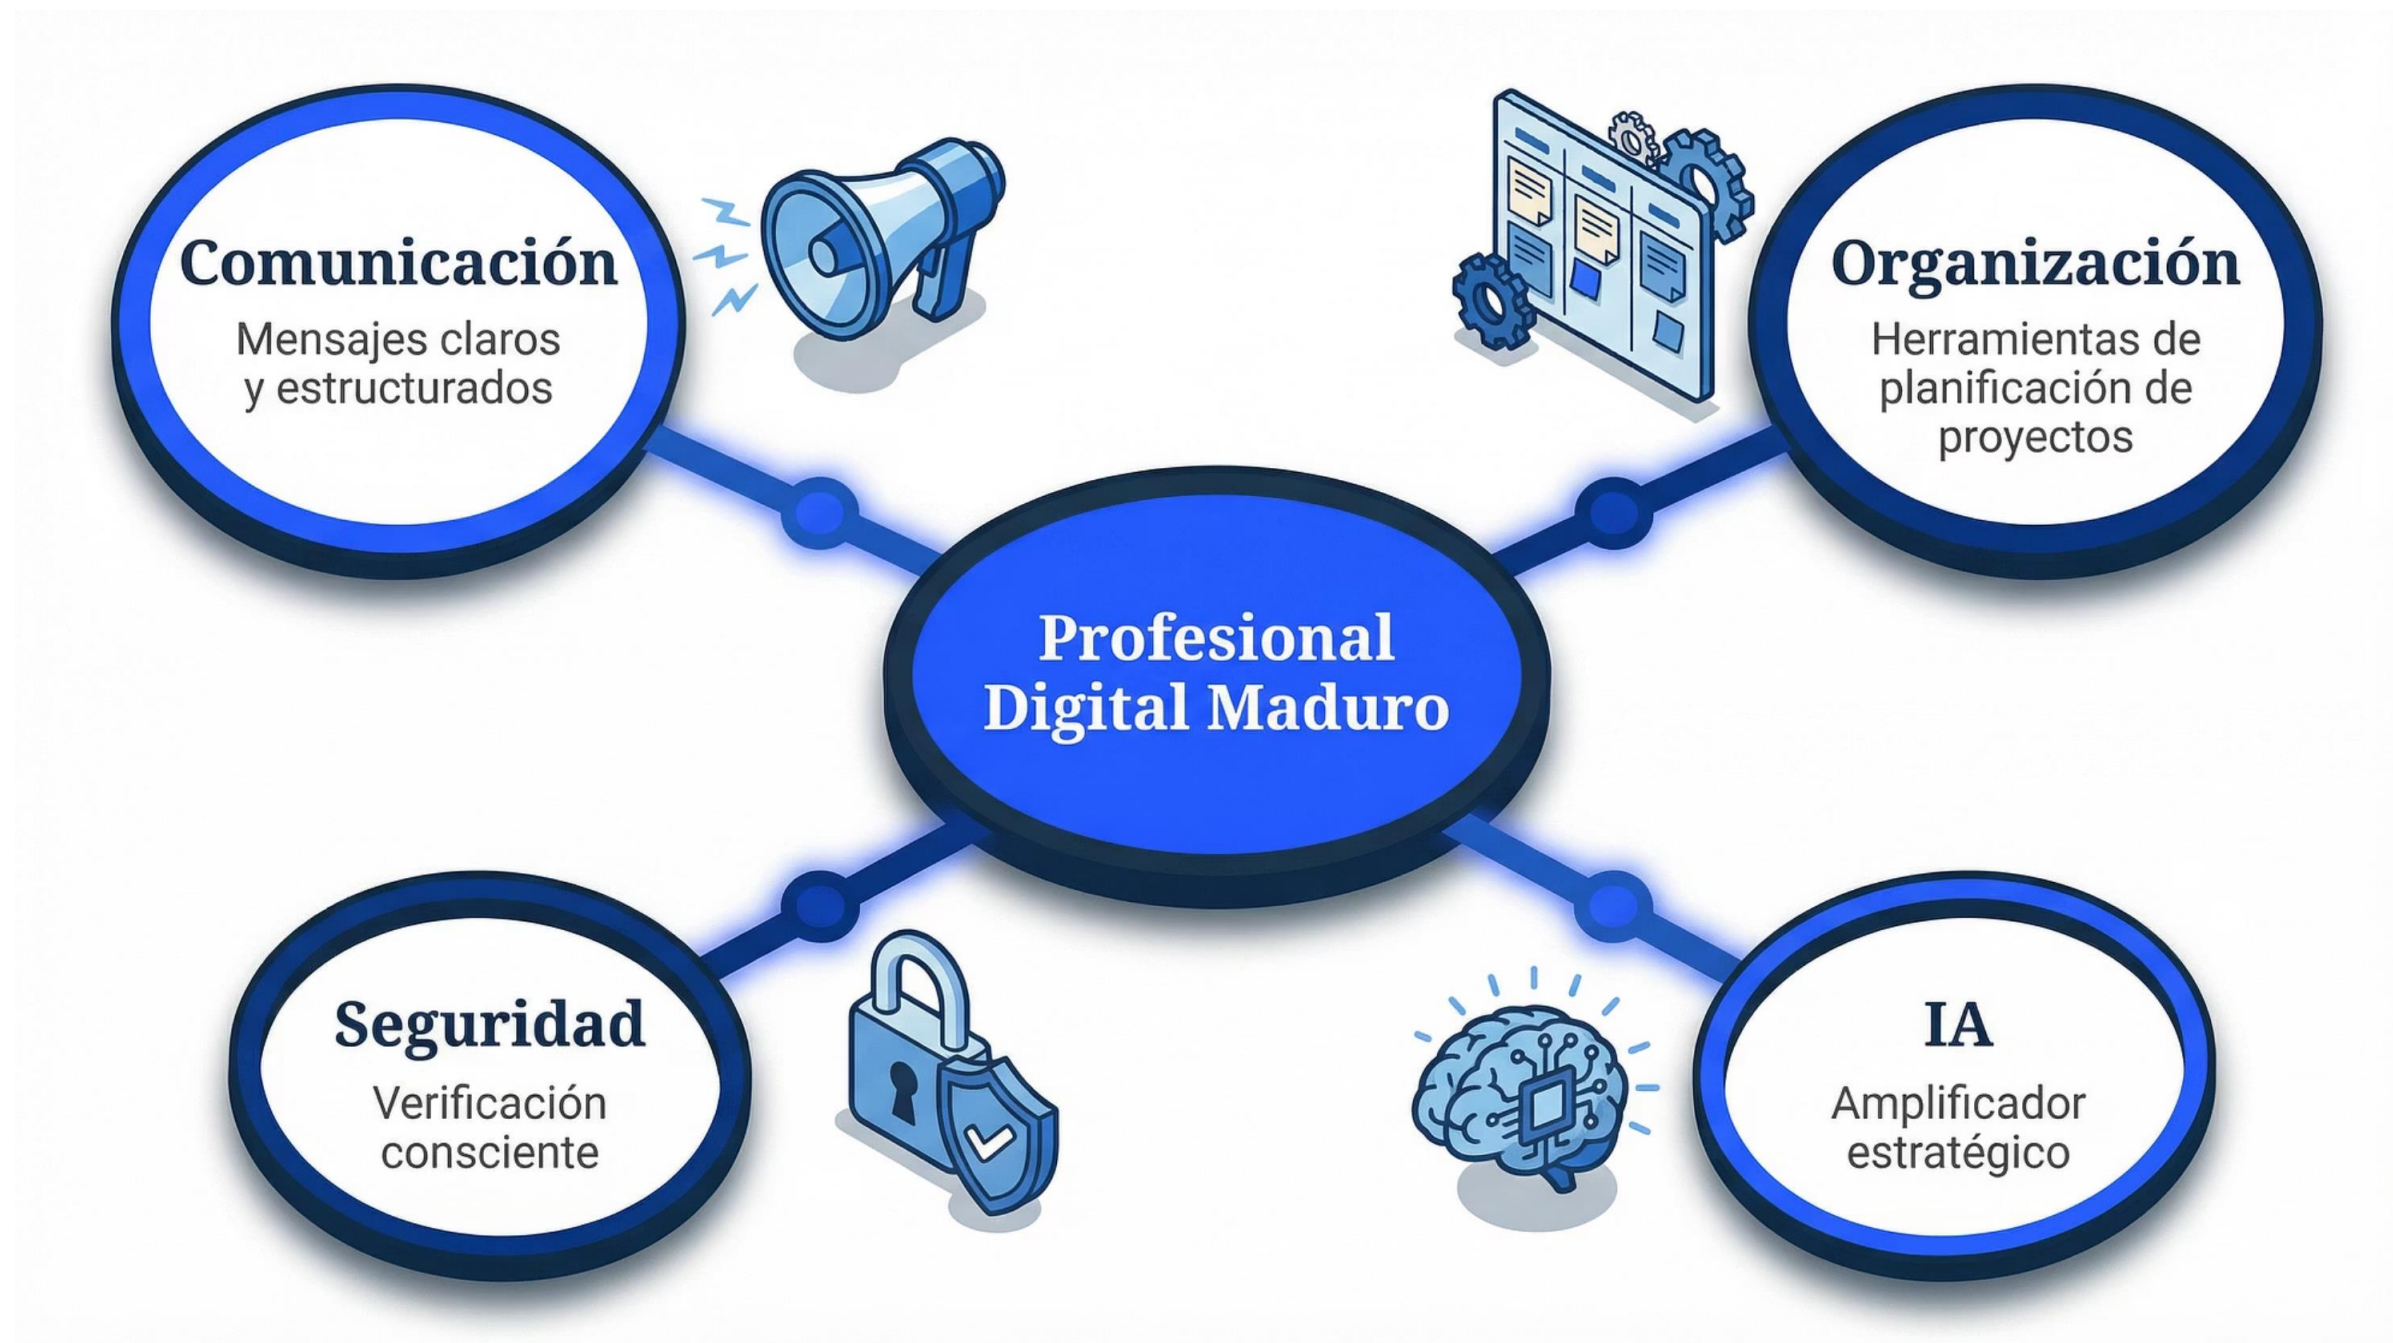 Comunicación
Mensajes claros
y estructurados
Organización
Herramientas de
planificación de
proyectos
Profesional
Digital Maduro
Seguridad
Verificación
consciente
IA
Amplificador
estratégico